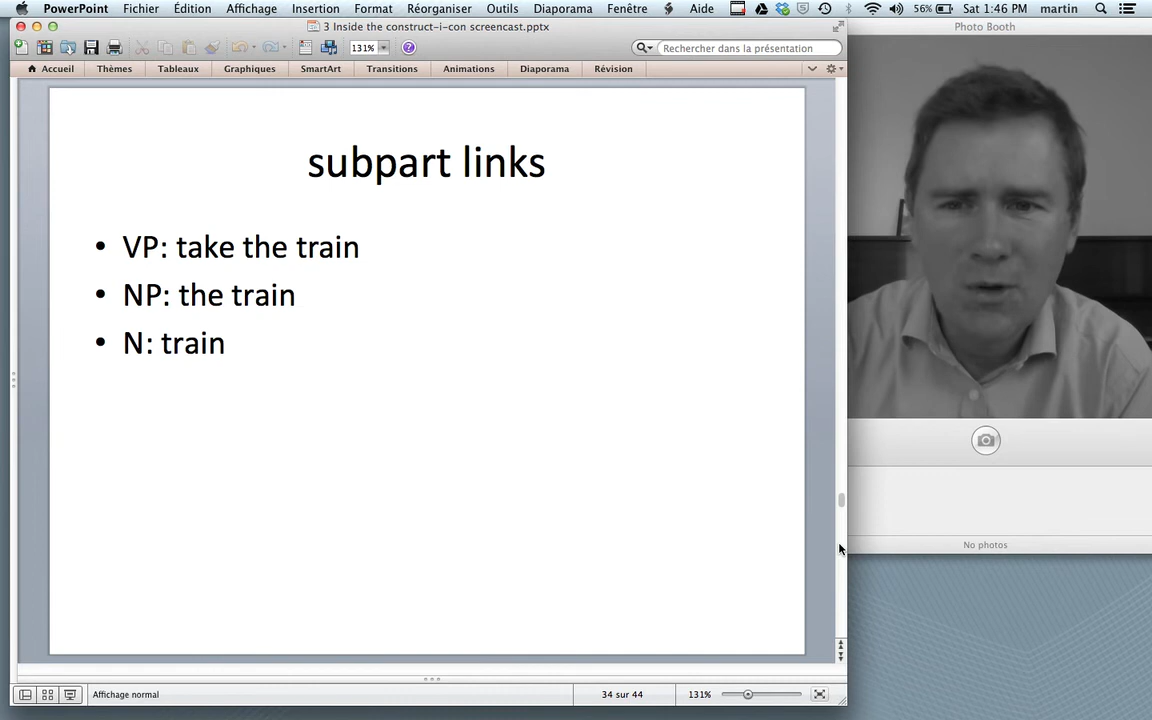 PowerPoint Fichier Édition Affichage Insertion Format Réorganiser Outils Diaporama Fenêtre Aide 56% Sat 1:46 PM martin
3 Inside the construct-i-con screencast.pptx
Photo Booth
131%
Rechercher dans la présentation
Accueil Thèmes Tableaux Graphiques SmartArt Transitions Animations Diaporama Révision
subpart links
• VP: take the train
• NP: the train
• N: train
No photos
Affichage normal 34 sur 44 131%